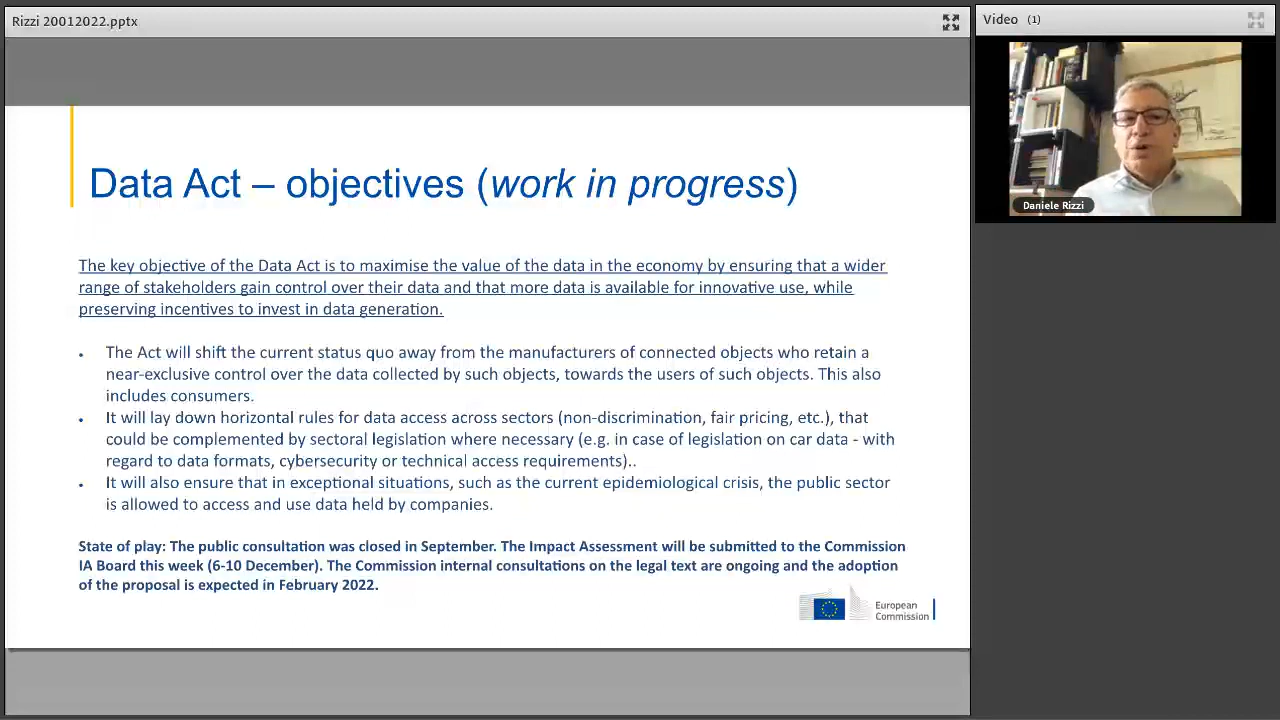 Rizzi 20012022.pptx
Video (1)
Daniele Rizzi
Data Act – objectives (work in progress)
The key objective of the Data Act is to maximise the value of the data in the economy by ensuring that a wider
range of stakeholders gain control over their data and that more data is available for innovative use, while
preserving incentives to invest in data generation.
• The Act will shift the current status quo away from the manufacturers of connected objects who retain a
near-exclusive control over the data collected by such objects, towards the users of such objects. This also
includes consumers.
• It will lay down horizontal rules for data access across sectors (non-discrimination, fair pricing, etc.), that
could be complemented by sectoral legislation where necessary (e.g. in case of legislation on car data - with
regard to data formats, cybersecurity or technical access requirements)..
• It will also ensure that in exceptional situations, such as the current epidemiological crisis, the public sector
is allowed to access and use data held by companies.
State of play: The public consultation was closed in September. The Impact Assessment will be submitted to the Commission
IA Board this week (6-10 December). The Commission internal consultations on the legal text are ongoing and the adoption
of the proposal is expected in February 2022.
European
Commission